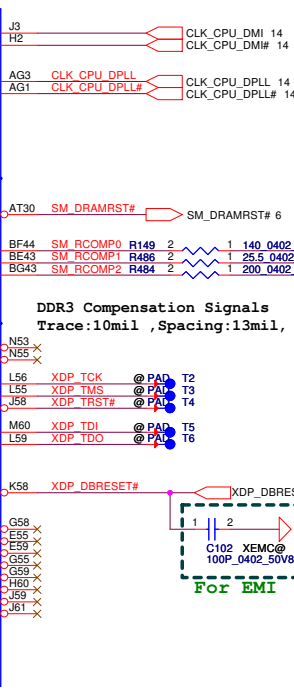 J3 CLK_CPU_DMI 14
H2 CLK_CPU_DMI# 14
AG3 CLK_CPU_DPLL CLK_CPU_DPLL 14
AG1 CLK_CPU_DPLL# CLK_CPU_DPLL# 14
AT30 SM_DRAMRST# SM_DRAMRST# 6
BF44 SM_RCOMP0 R149 2 1 140_0402
BE43 SM_RCOMP1 R486 2 1 25.5_0402
BG43 SM_RCOMP2 R484 2 1 200_0402
DDR3 Compensation Signals
Trace:10mil ,Spacing:13mil,
N53
N55
L56 XDP_TCK @ PAD T2
L55 XDP_TMS @ PAD T3
J58 XDP_TRST# @ PAD T4
M60 XDP_TDI @ PAD T5
L59 XDP_TDO @ PAD T6
K58 XDP_DBRESET# XDP_DBRES
G58
E55
E59
G55
G59
H60
J59
J61
1 2
C102 XEMC@
100P_0402_50V8
For EMI